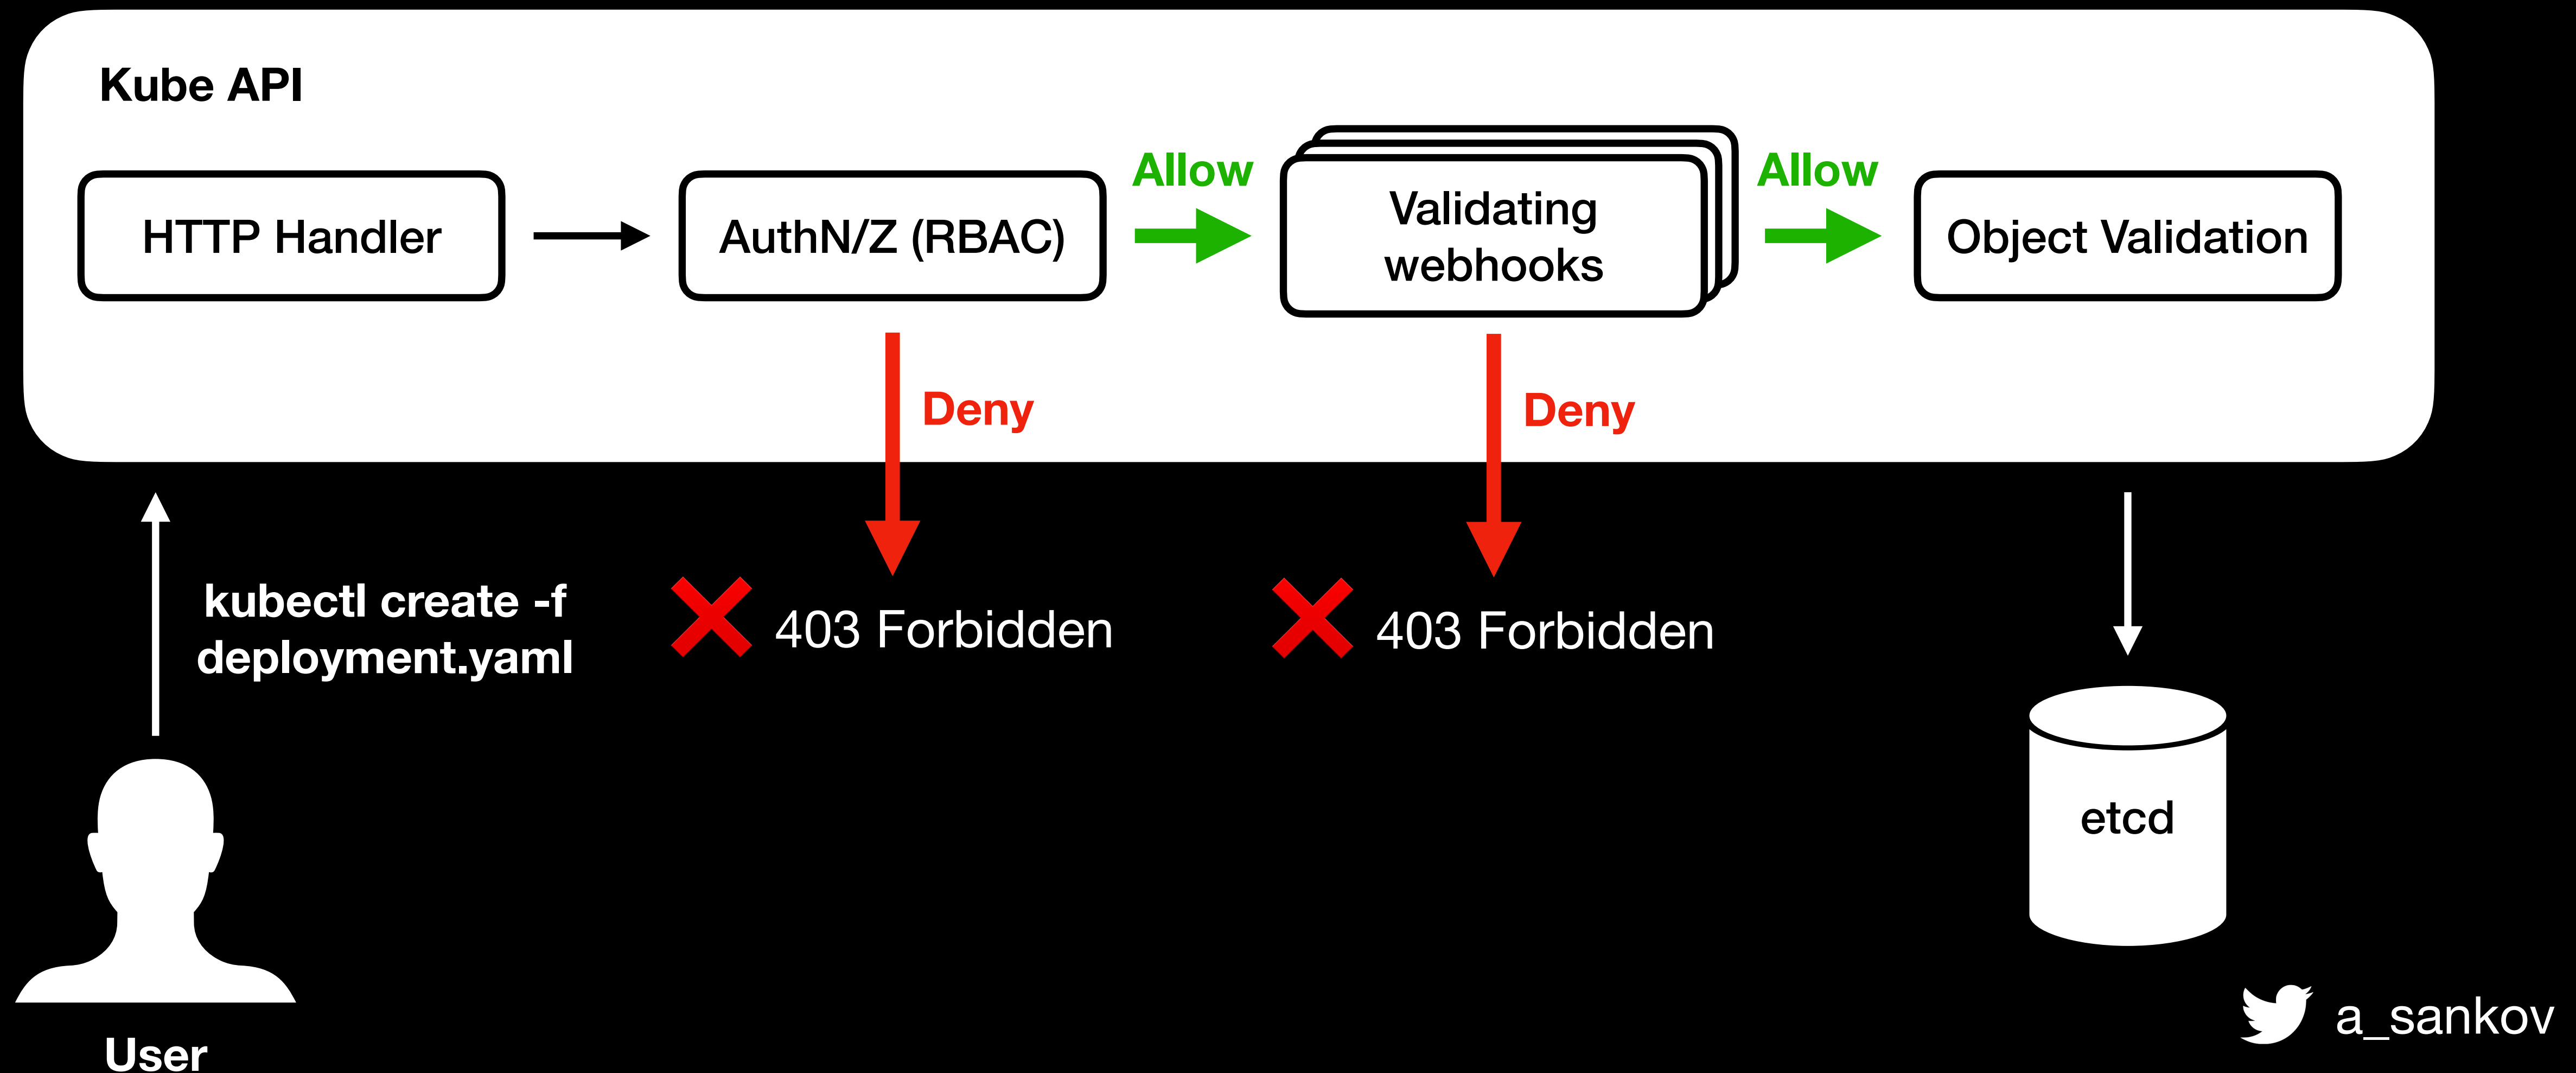 Kube API
HTTP Handler
AuthN/Z (RBAC)
Allow
Validating
webhooks
Allow
Object Validation
Deny
Deny
kubectl create -f
deployment.yaml
403 Forbidden
403 Forbidden
etcd
User
a_sankov